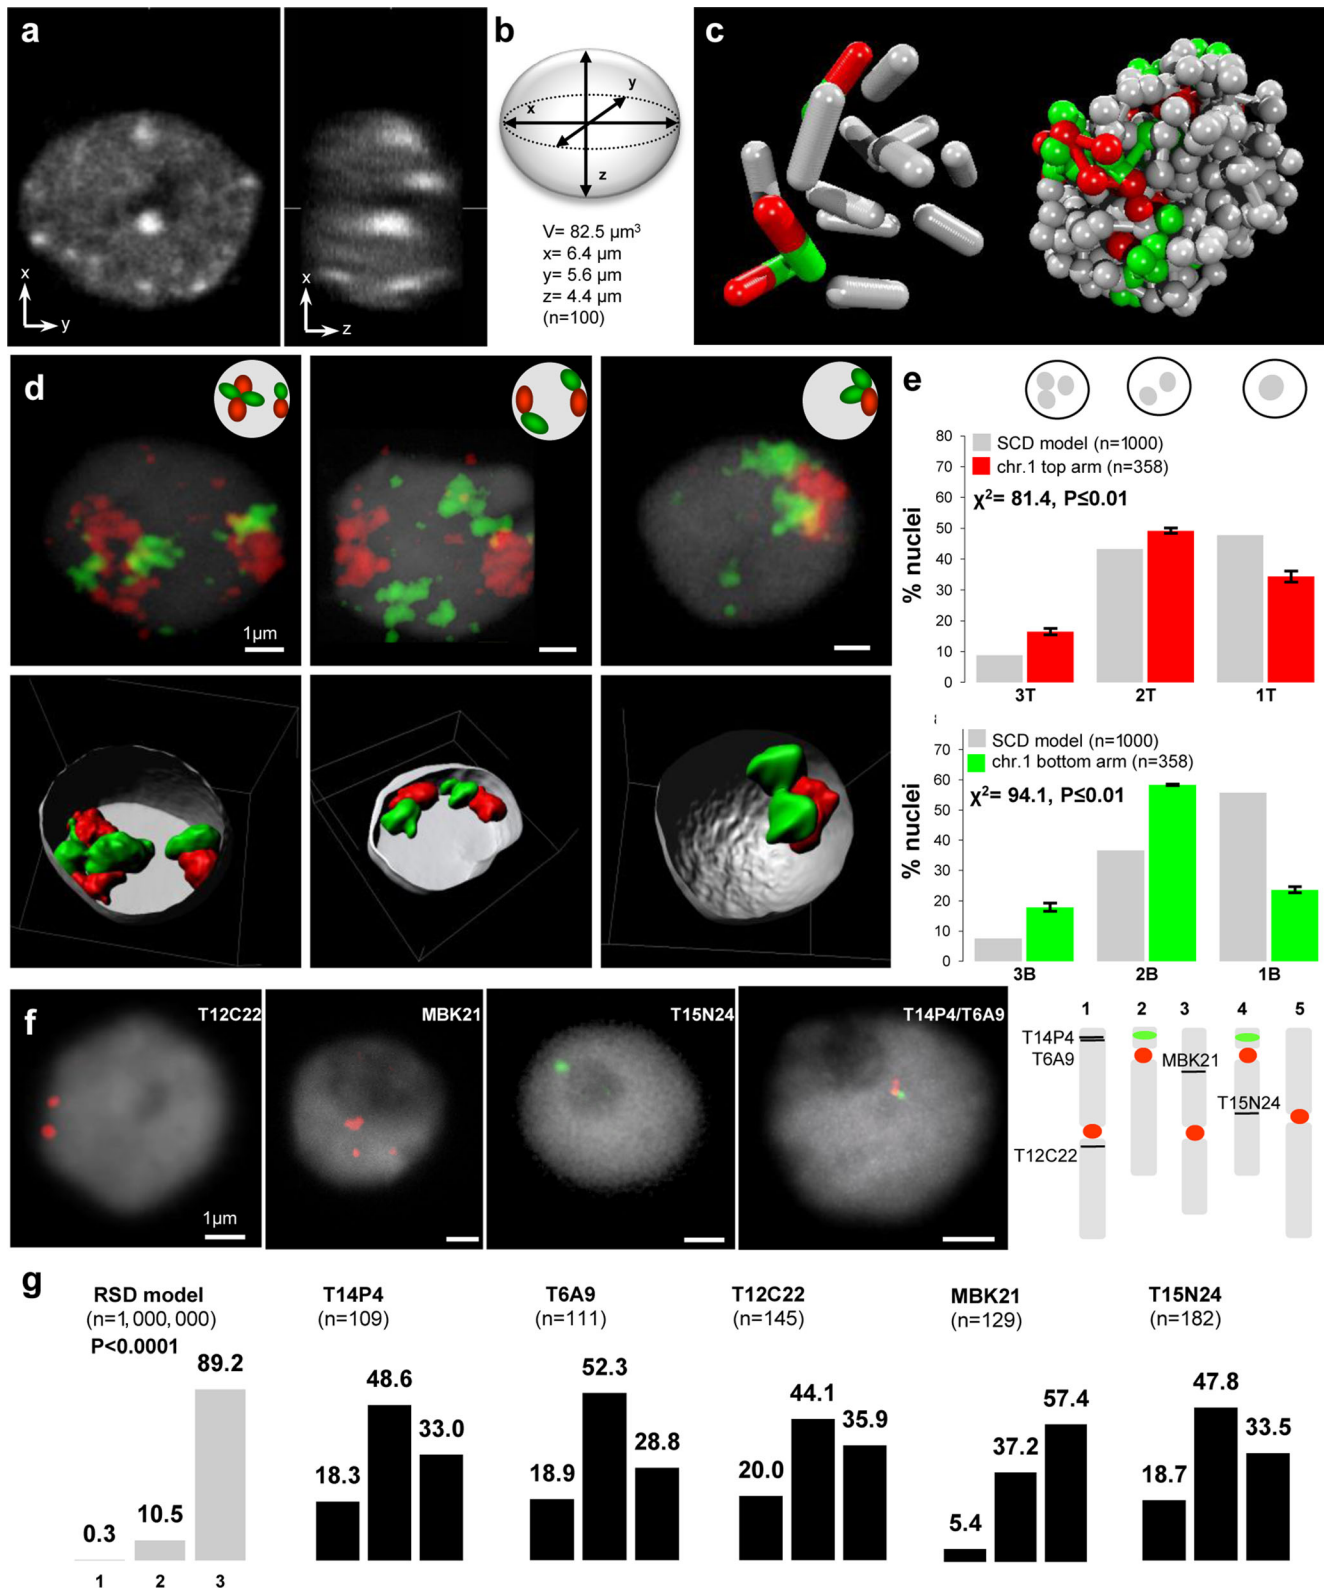 a
x
y
x
z
b
x
y
z
V= 82.5 µm³
x= 6.4 µm
y= 5.6 µm
z= 4.4 µm
(n=100)
c
d
1µm
e
80
70
60
50
40
30
20
10
0
% nuclei
SCD model (n=1000)
chr.1 top arm (n=358)
χ²= 81.4, P≤0.01
3T 2T 1T
70
60
50
40
30
20
10
0
% nuclei
SCD model (n=1000)
chr.1 bottom arm (n=358)
χ²= 94.1, P≤0.01
3B 2B 1B
f
T12C22
1µm
MBK21
T15N24
T14P4/T6A9
1 2 3 4 5
T14P4
T6A9
MBK21
T15N24
T12C22
g
RSD model
(n=1,000,000)
P<0.0001
0.3 10.5 89.2
1 2 3
T14P4
(n=109)
18.3 48.6 33.0
T6A9
(n=111)
18.9 52.3 28.8
T12C22
(n=145)
20.0 44.1 35.9
MBK21
(n=129)
5.4 37.2 57.4
T15N24
(n=182)
18.7 47.8 33.5